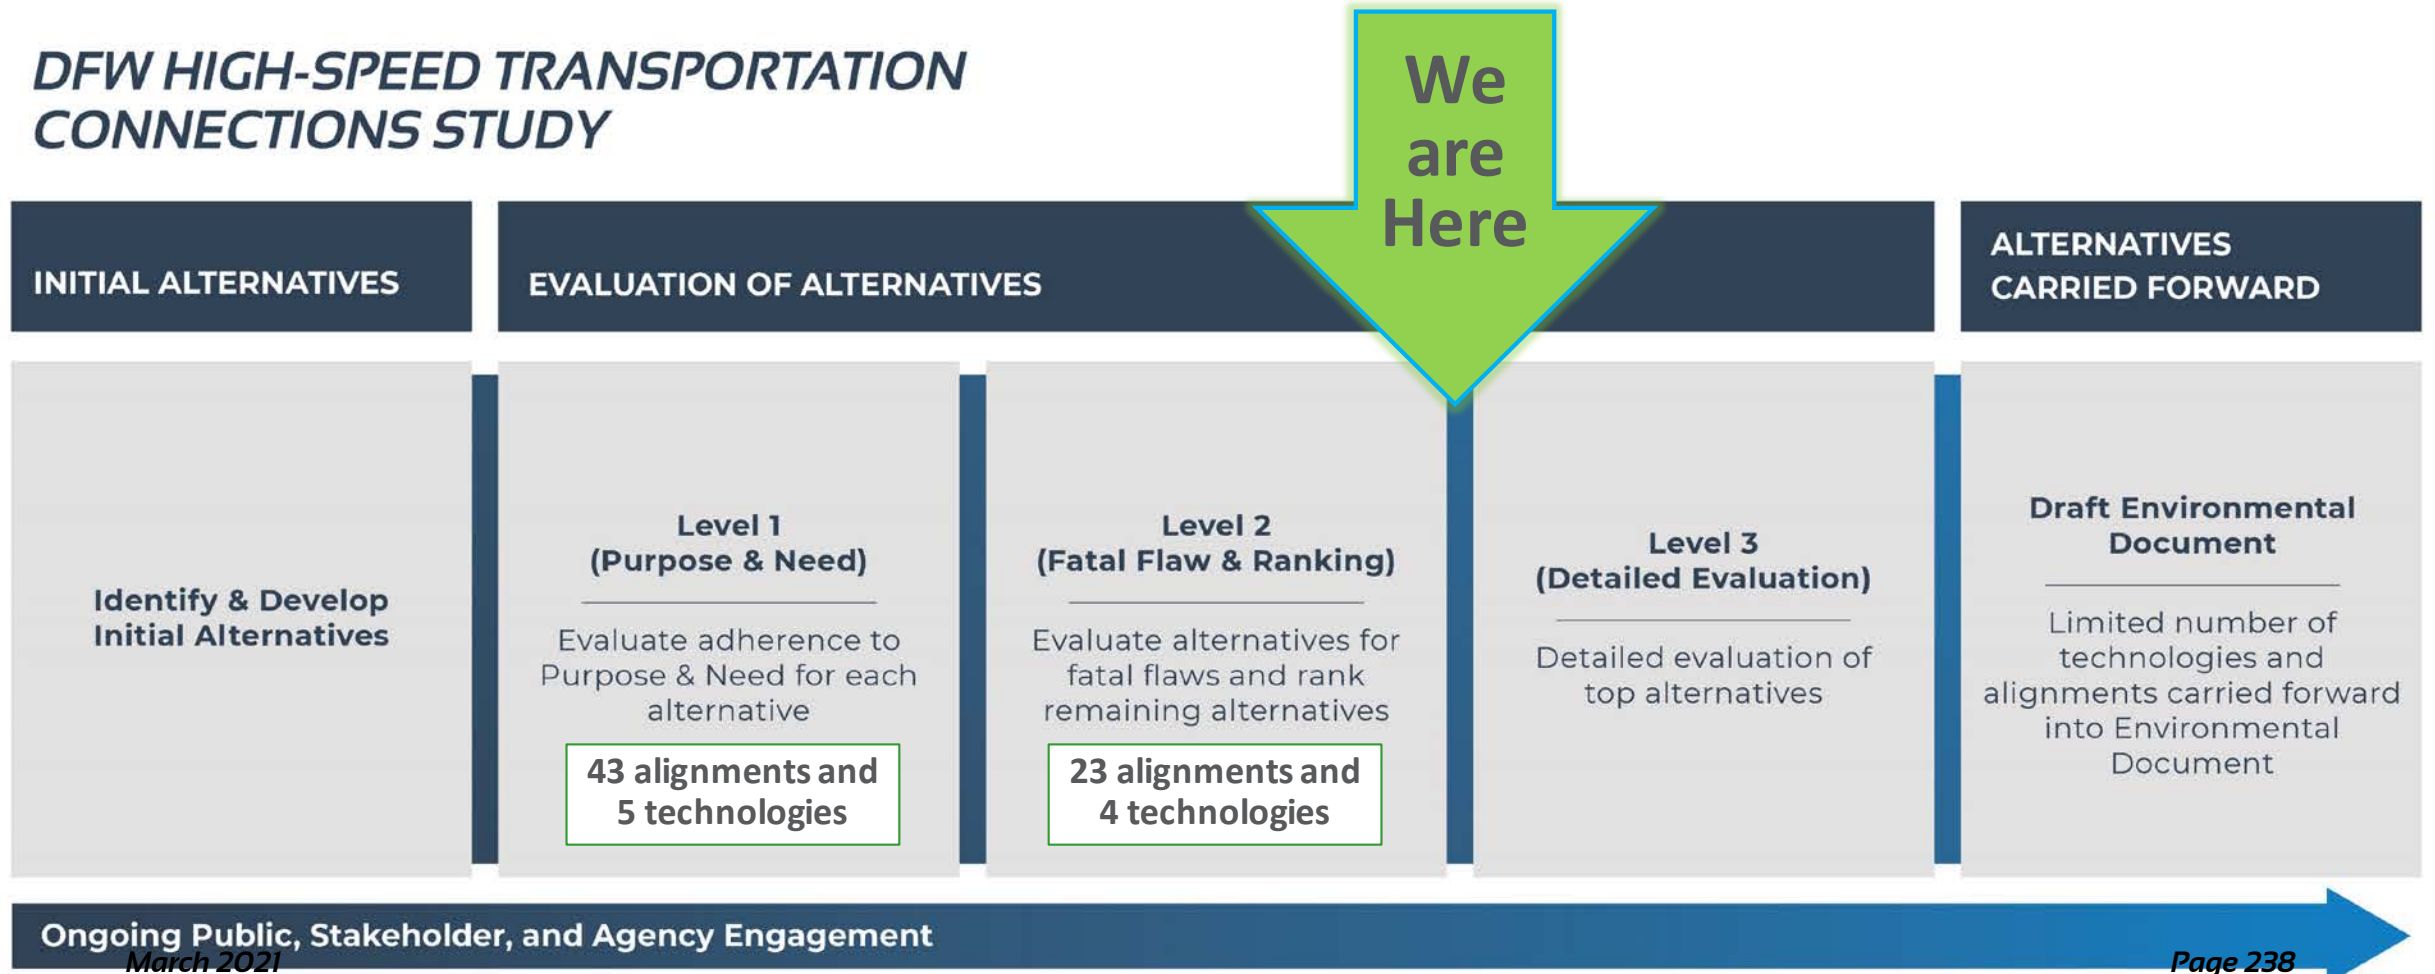 DFW HIGH-SPEED TRANSPORTATION
CONNECTIONS STUDY
We
are
Here
INITIAL ALTERNATIVES
EVALUATION OF ALTERNATIVES
ALTERNATIVES
CARRIED FORWARD
Identify & Develop
Initial Alternatives
Level 1
(Purpose & Need)
Evaluate adherence to
Purpose & Need for each
alternative
43 alignments and
5 technologies
Level 2
(Fatal Flaw & Ranking)
Evaluate alternatives for
fatal flaws and rank
remaining alternatives
23 alignments and
4 technologies
Level 3
(Detailed Evaluation)
Detailed evaluation of
top alternatives
Draft Environmental
Document
Limited number of
technologies and
alignments carried forward
into Environmental
Document
Ongoing Public, Stakeholder, and Agency Engagement
March 2021
Page 238